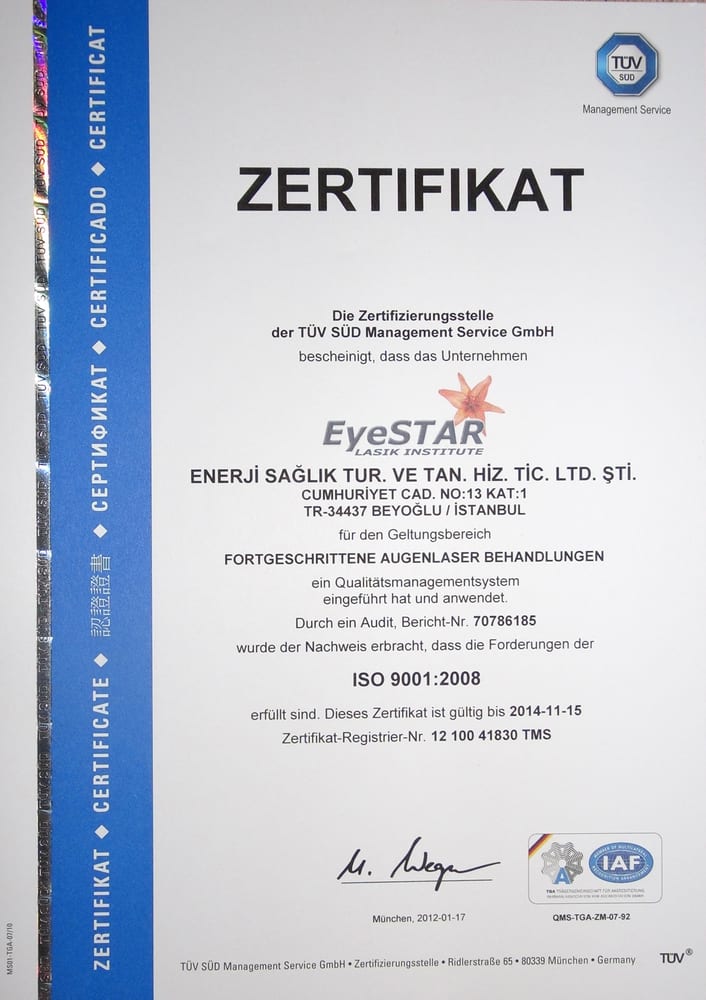 TÜV
SÜD
Management Service
ZERTIFIKAT
Die Zertifizierungsstelle
der TÜV SÜD Management Service GmbH
bescheinigt, dass das Unternehmen
EyeSTAR
LASIK INSTITUTE
ENERJİ SAĞLIK TUR. VE TAN. HİZ. TİC. LTD. ŞTİ.
CUMHURİYET CAD. NO:13 KAT:1
TR-34437 BEYOĞLU / İSTANBUL
für den Geltungsbereich
FORTGESCHRITTENE AUGENLASER BEHANDLUNGEN
ein Qualitätsmanagementsystem
eingeführt hat und anwendet.
Durch ein Audit, Bericht-Nr. 70786185
wurde der Nachweis erbracht, dass die Forderungen der
ISO 9001:2008
erfüllt sind. Dieses Zertifikat ist gültig bis 2014-11-15
Zertifikat-Registrier-Nr. 12 100 41830 TMS
München, 2012-01-17
IAF
QMS-TGA-ZM-07-92
TÜV SÜD Management Service GmbH • Zertifizierungsstelle • Ridlerstraße 65 • 80339 München • Germany
TÜV®
ZERTIFIKAT ◆ CERTIFICATE ◆ 認證證書 ◆ СЕРТИФИКАТ ◆ CERTIFICADO ◆ CERTIFICAT
MS01-TGA-07/10